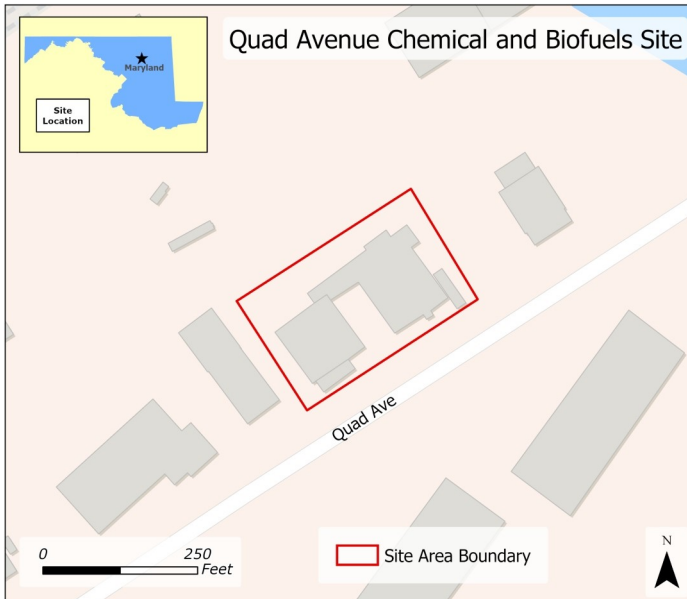 Quad Avenue Chemical and Biofuels Site
Maryland
Site
Location
Quad Ave
0 250
Feet
Site Area Boundary
N